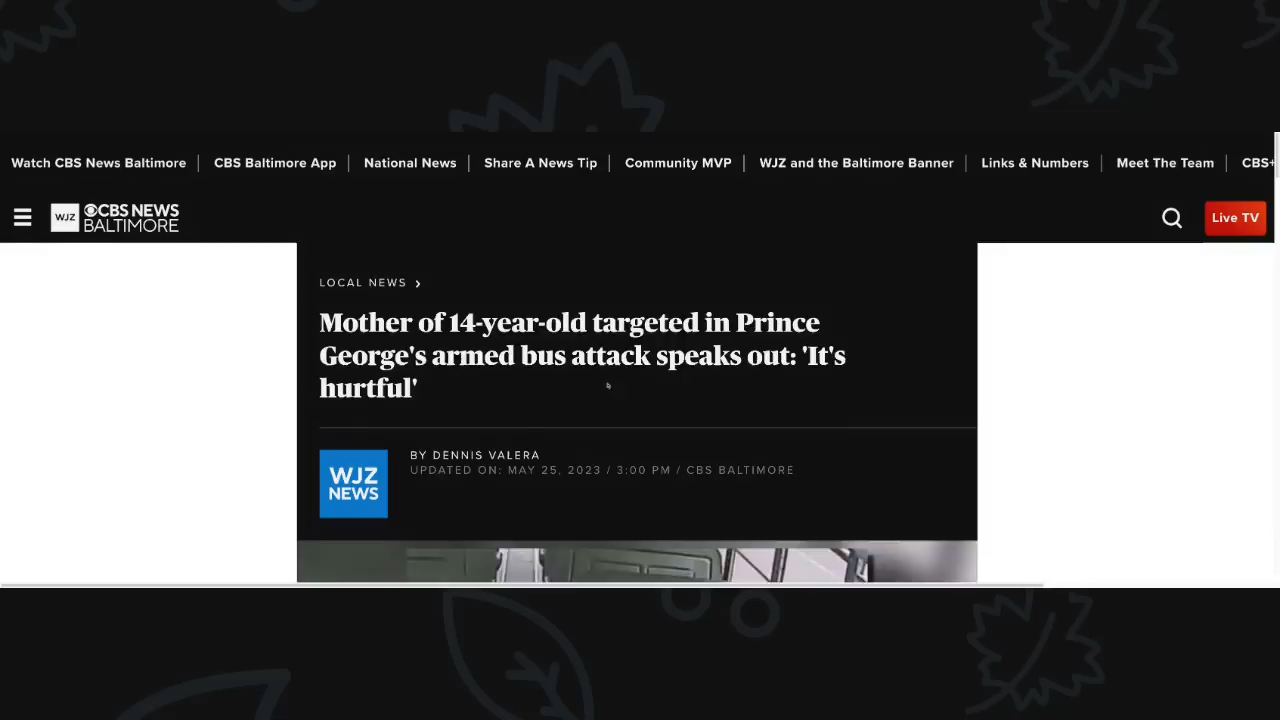 Watch CBS News Baltimore | CBS Baltimore App | National News | Share A News Tip | Community MVP | WJZ and the Baltimore Banner | Links & Numbers | Meet The Team | CBS+
WJZ CBS NEWS
BALTIMORE
Live TV
LOCAL NEWS >
Mother of 14-year-old targeted in Prince
George's armed bus attack speaks out: 'It's
hurtful'
WJZ
NEWS
BY DENNIS VALERA
UPDATED ON: MAY 25, 2023 / 3:00 PM / CBS BALTIMORE